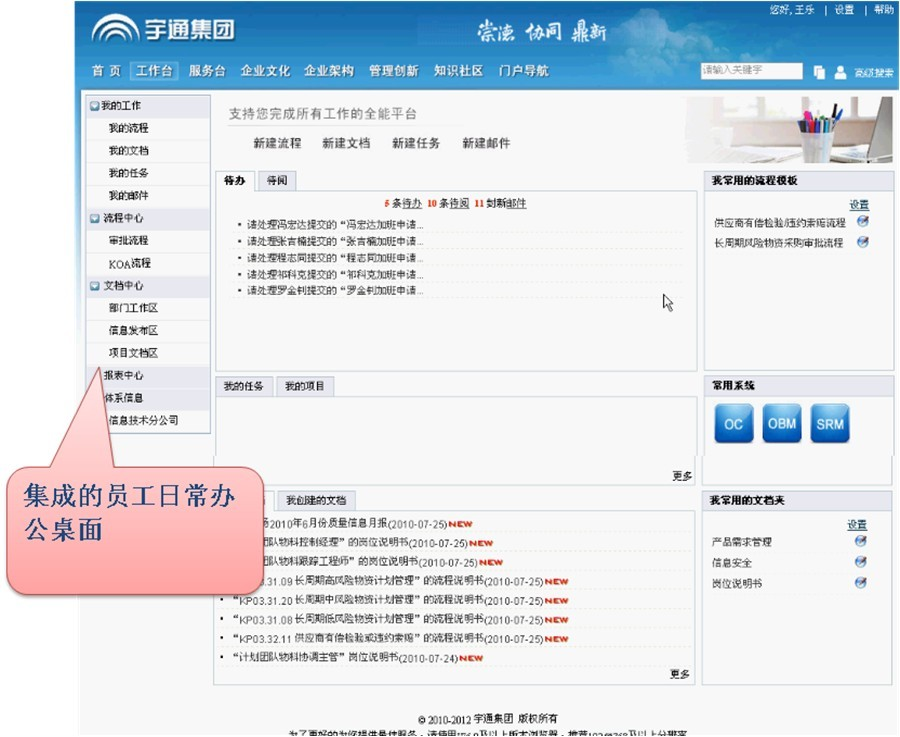 您好, 王乐 | 设置 | 帮助
宇通集团
崇德 协同 鼎新
首页 工作台 服务台 企业文化 企业架构 管理创新 知识社区 门户导航
请输入关键字
高级搜索
我的工作
我的流程
我的文档
我的任务
我的邮件
流程中心
审批流程
KOA流程
文档中心
部门工作区
信息发布区
项目文档区
报表中心
体系信息
信息技术分公司
集成的员工日常办
公桌面
支持您完成所有工作的全能平台
新建流程 新建文档 新建任务 新建邮件
待办 待阅
5 条待办 10 条待阅 11 封新邮件
• 请处理冯宏达提交的“冯宏达加班申请...
• 请处理张吉楠提交的“张吉楠加班申请...
• 请处理程志同提交的“程志同加班申请...
• 请处理祁科克提交的“祁科克加班申请...
• 请处理罗金钊提交的“罗金钊加班申请...
我的任务 我的项目
更多
我创建的文档
2010年6月份质量信息月报(2010-07-25)NEW
团队物料控制经理”的岗位说明书(2010-07-25)NEW
团队物料跟踪工程师”的岗位说明书(2010-07-25)NEW
3.31.09 长周期高风险物资计划管理”的流程说明书(2010-07-25)NEW
• “KP03.31.20 长周期中风险物资计划管理”的流程说明书(2010-07-25)NEW
• “KP03.31.08 长周期低风险物资计划管理”的流程说明书(2010-07-25)NEW
• “KP03.32.11 供应商有偿检验或违约索赔”的流程说明书(2010-07-25)NEW
• “计划团队物料协调主管”岗位说明书(2010-07-24)NEW
更多
我常用的流程模板
设置
供应商有偿检验/违约索赔流程
长周期风险物资采购审批流程
常用系统
OC OBM SRM
我常用的文档夹
设置
产品需求管理
信息安全
岗位说明书
© 2010-2012 宇通集团 版权所有